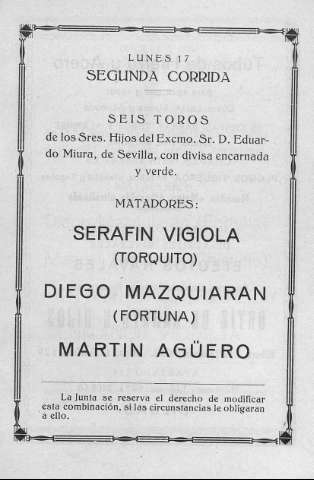 LUNES 17
SEGUNDA CORRIDA
SEIS TOROS
de los Sres. Hijos del Excmo. Sr. D. Eduar-
do Miura, de Sevilla, con divisa encarnada
y verde.
MATADORES:
SERAFIN VIGIOLA
(TORQUITO)
DIEGO MAZQUIARAN
(FORTUNA)
MARTIN AGÜERO
La Junta se reserva el derecho de modificar
esta combinación, si las circunstancias le obligaran
a ello.